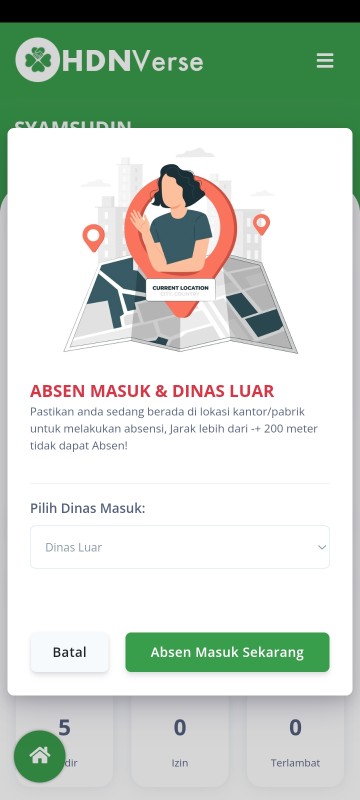 HDNVerse
SYAMSUDIN
CURRENT LOCATION
CITY, COUNTRY
ABSEN MASUK & DINAS LUAR
Pastikan anda sedang berada di lokasi kantor/pabrik
untuk melakukan absensi, Jarak lebih dari -+ 200 meter
tidak dapat Absen!
Pilih Dinas Masuk:
Dinas Luar
Batal
Absen Masuk Sekarang
5
0
0
dir
Izin
Terlambat